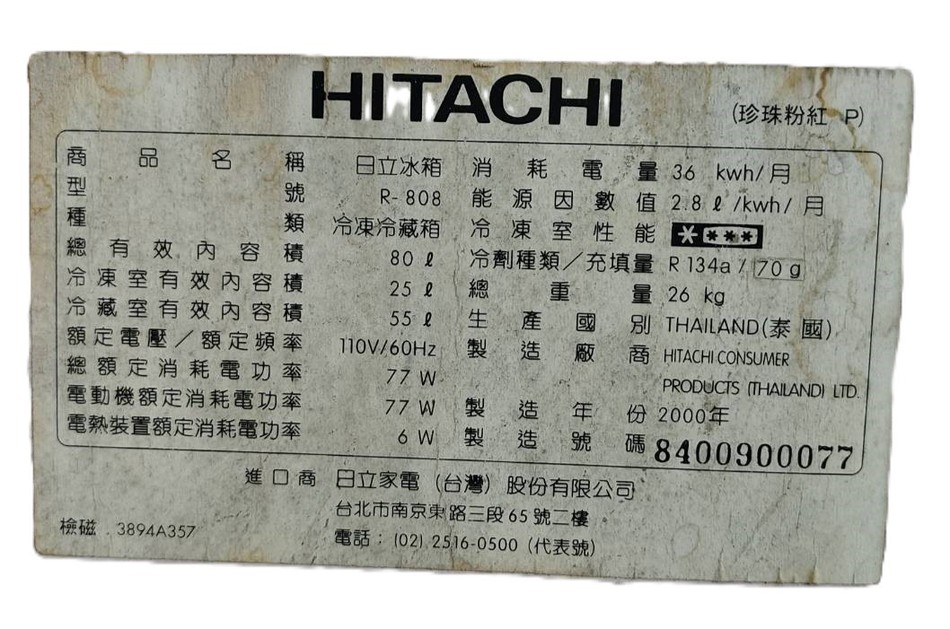 HITACHI
(珍珠粉紅 P)
商品名稱 日立冰箱
型號 R-808
種類 冷凍冷藏箱
總有效內容積 80 ℓ
冷凍室有效內容積 25 ℓ
冷藏室有效內容積 55 ℓ
額定電壓／額定頻率 110V/60Hz
總額定消耗電功率 77 W
電動機額定消耗電功率 77 W
電熱裝置額定消耗電功率 6 W
消耗電量 36 kwh/月
能源因數值 2.8 ℓ/kwh/月
冷凍室性能 ＊***
冷劑種類／充填量 R 134a / 70 g
總重量 26 kg
生產國別 THAILAND(泰國)
製造廠商 HITACHI CONSUMER
PRODUCTS (THAILAND) LTD.
製造年份 2000年
製造號碼 8400900077
進口商 日立家電(台灣)股份有限公司
台北市南京東路三段65號二樓
電話：(02) 2516-0500 (代表號)
檢磁 . 3894A357